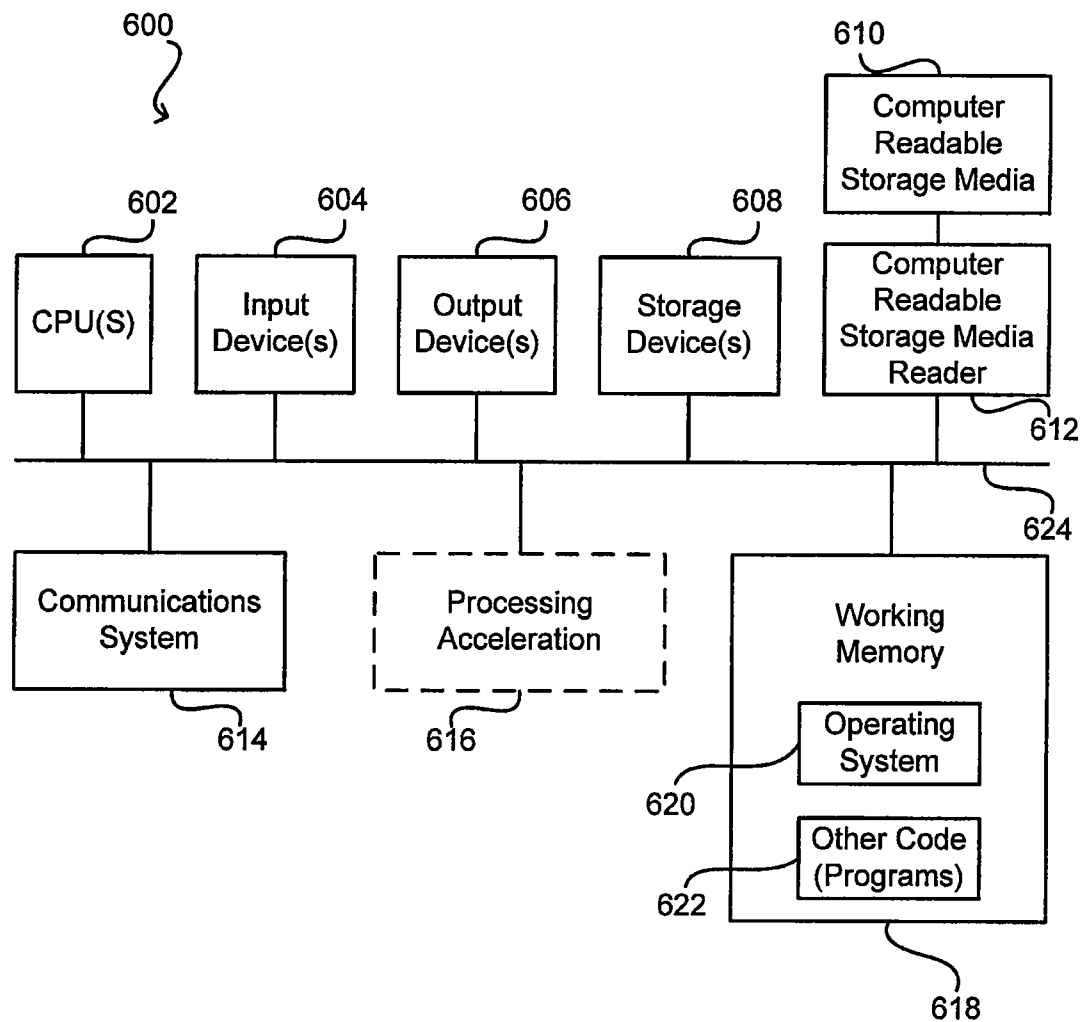 600
610
Computer
Readable
Storage Media
602
604
606
608
CPU(S)
Input
Device(s)
Output
Device(s)
Storage
Device(s)
Computer
Readable
Storage Media
Reader
612
624
Communications
System
614
Processing
Acceleration
616
Working
Memory
Operating
System
620
Other Code
(Programs)
622
618